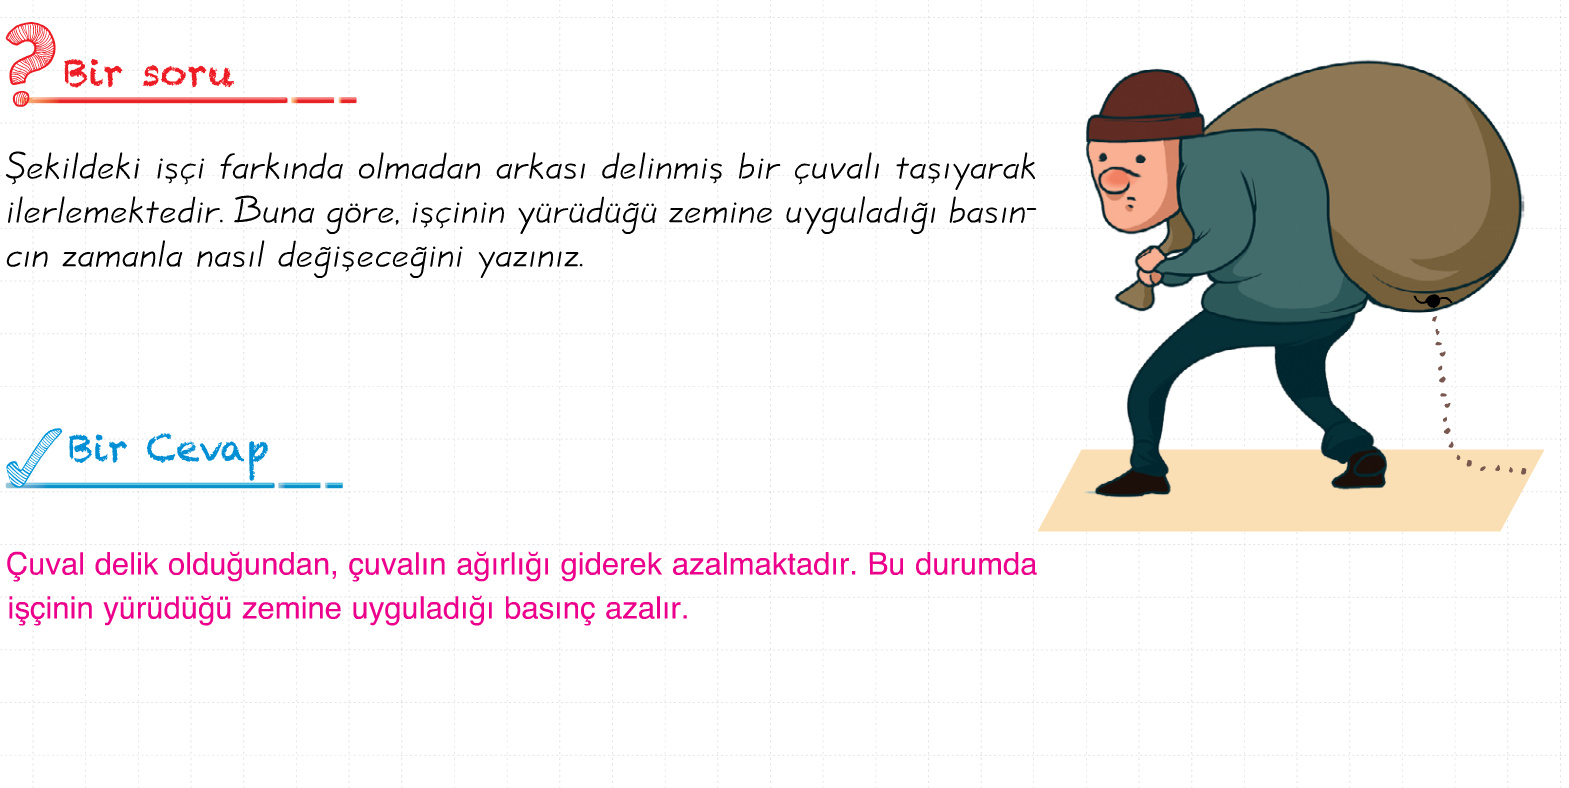 Bir soru
Şekildeki işçi farkında olmadan arkası delinmiş bir çuvalı taşıyarak
ilerlemektedir. Buna göre, işçinin yürüdüğü zemine uyguladığı basın-
cın zamanla nasıl değişeceğini yazınız.
Bir Cevap
Çuval delik olduğundan, çuvalın ağırlığı giderek azalmaktadır. Bu durumda
işçinin yürüdüğü zemine uyguladığı basınç azalır.